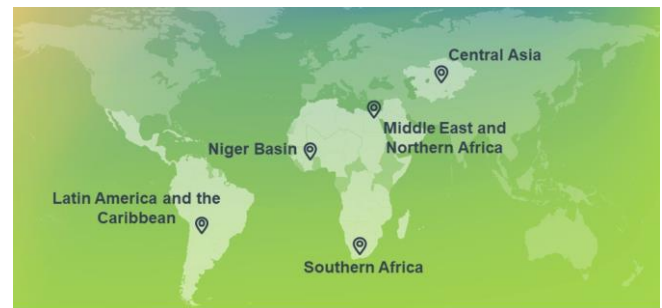 Central Asia
Middle East and
Northern Africa
Niger Basin
Latin America and the
Caribbean
Southern Africa